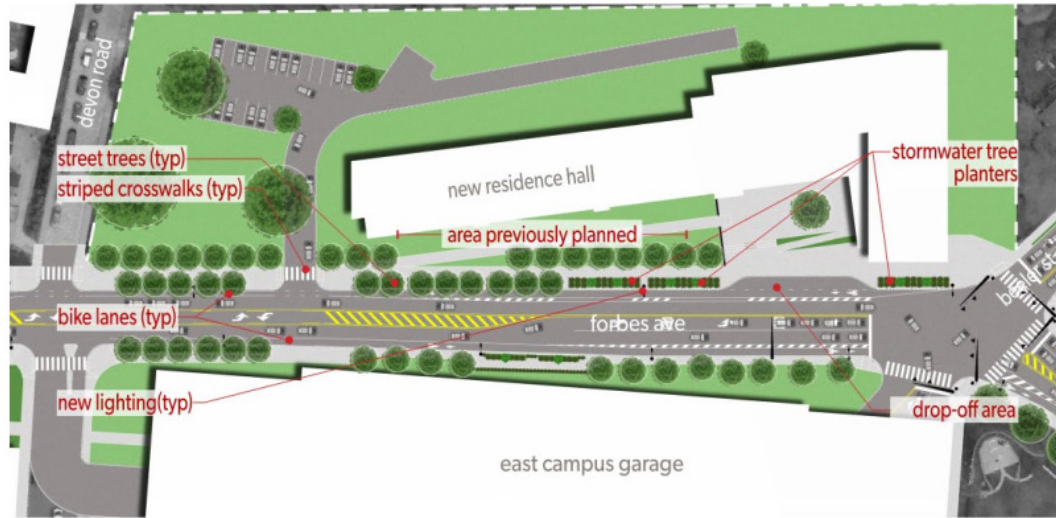 devon road
street trees (typ)
striped crosswalks (typ)
new residence hall
stormwater tree
planters
area previously planned
bike lanes (typ)
forbes ave
new lighting(typ)
drop-off area
east campus garage